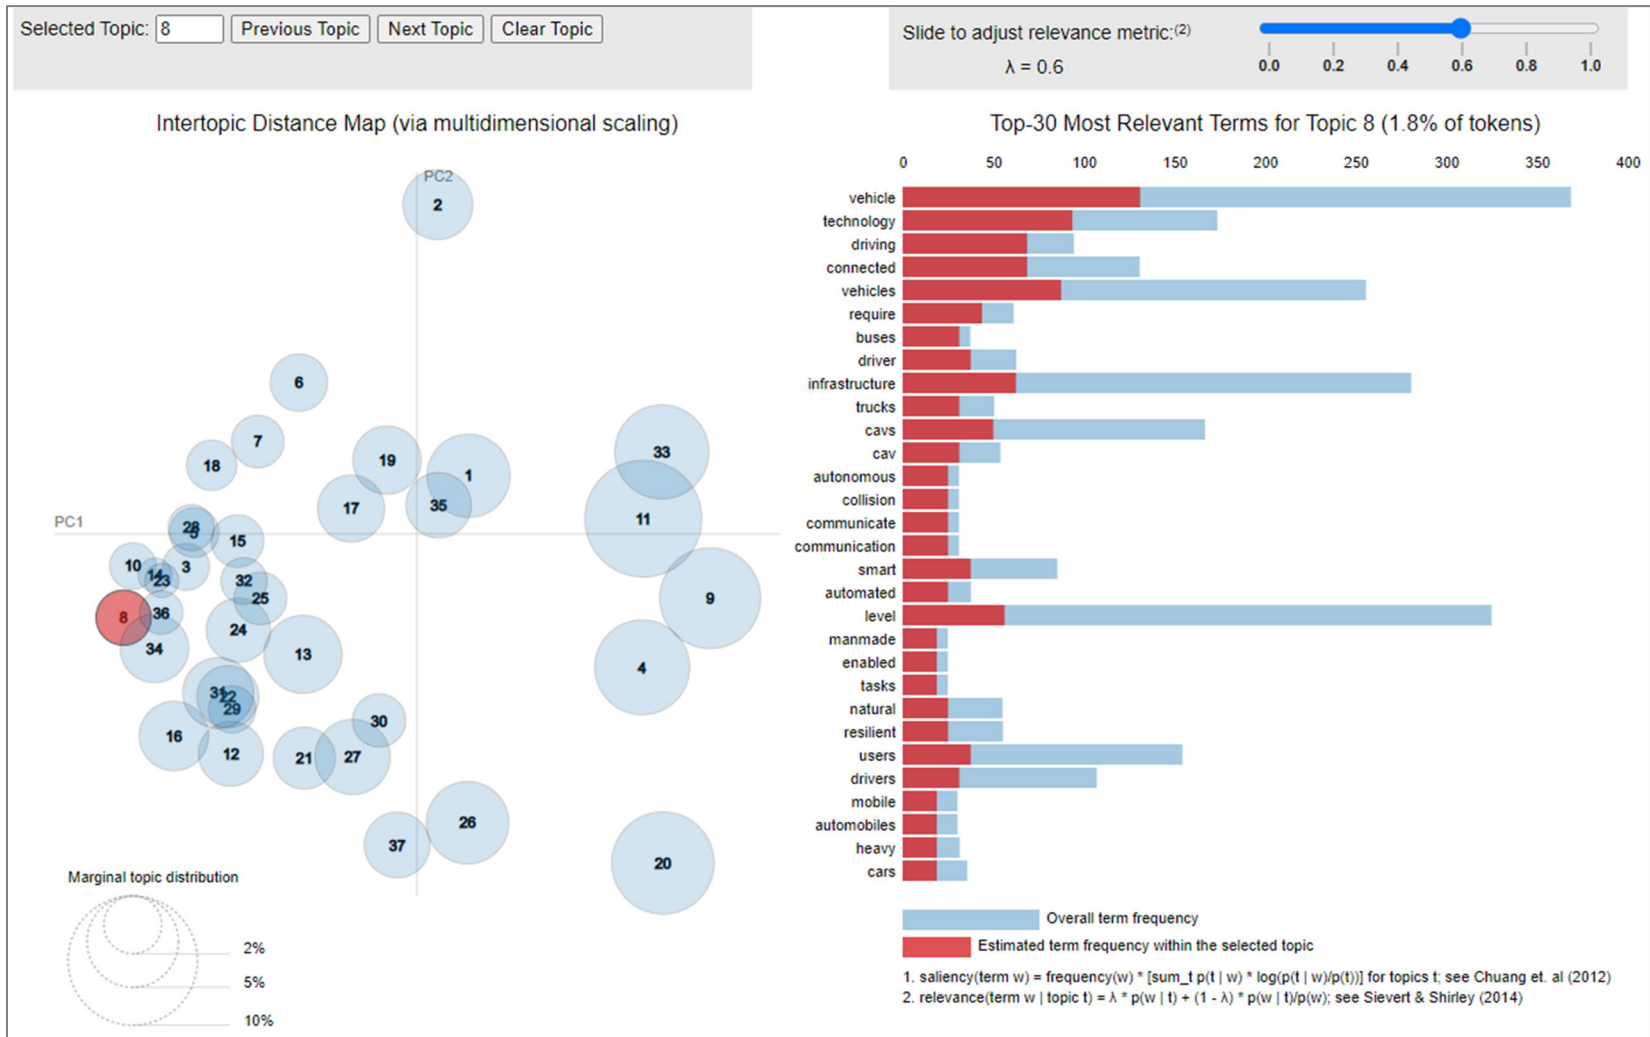 Selected Topic: 8 Previous Topic Next Topic Clear Topic
Slide to adjust relevance metric:(2)
λ = 0.6
0.0 0.2 0.4 0.6 0.8 1.0
Intertopic Distance Map (via multidimensional scaling)
PC2
PC1
2
6
7
18
19
1
33
17
35
11
28
5
15
10
14
23
3
32
25
9
8
36
24
34
13
4
31
22
29
16
12
21
27
30
26
37
20
Marginal topic distribution
2%
5%
10%
Top-30 Most Relevant Terms for Topic 8 (1.8% of tokens)
0 50 100 150 200 250 300 350 400
vehicle
technology
driving
connected
vehicles
require
buses
driver
infrastructure
trucks
cavs
cav
autonomous
collision
communicate
communication
smart
automated
level
manmade
enabled
tasks
natural
resilient
users
drivers
mobile
automobiles
heavy
cars
Overall term frequency
Estimated term frequency within the selected topic
1. saliency(term w) = frequency(w) * [sum_t p(t | w) * log(p(t | w)/p(t))] for topics t; see Chuang et. al (2012)
2. relevance(term w | topic t) = λ * p(w | t) + (1 - λ) * p(w | t)/p(w); see Sievert & Shirley (2014)